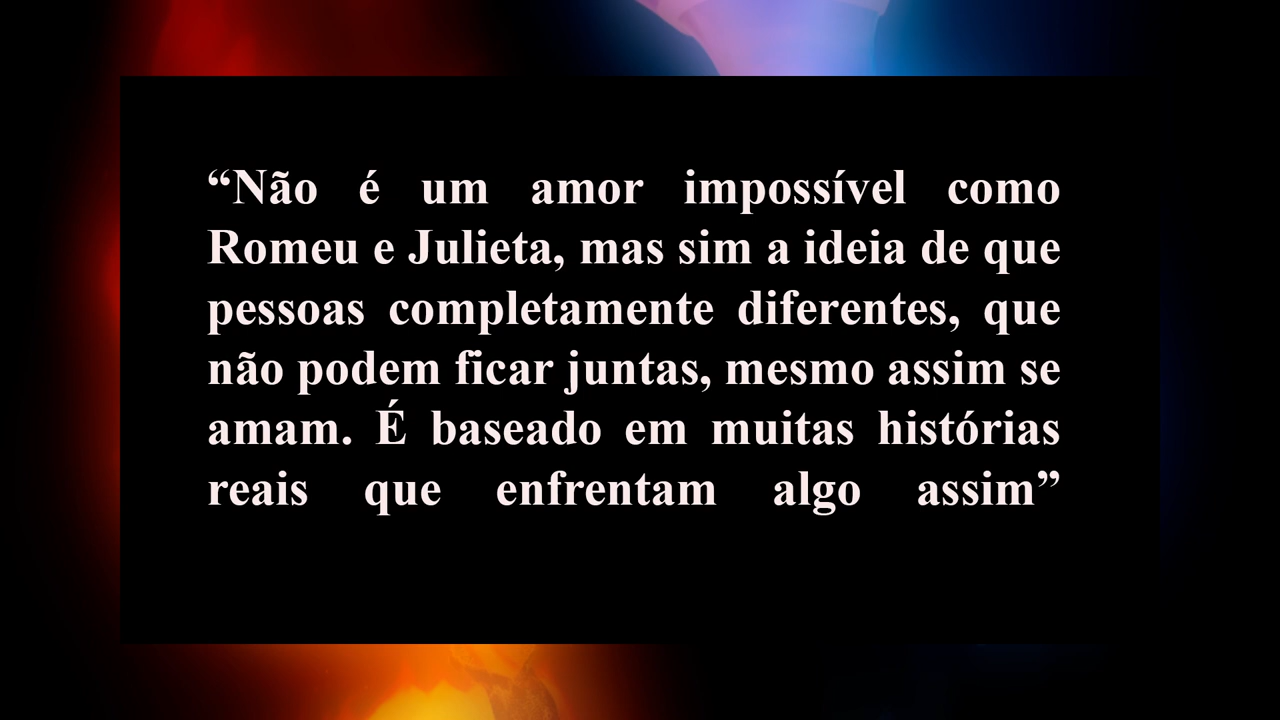 “Não é um amor impossível como
Romeu e Julieta, mas sim a ideia de que
pessoas completamente diferentes, que
não podem ficar juntas, mesmo assim se
amam. É baseado em muitas histórias
reais que enfrentam algo assim”